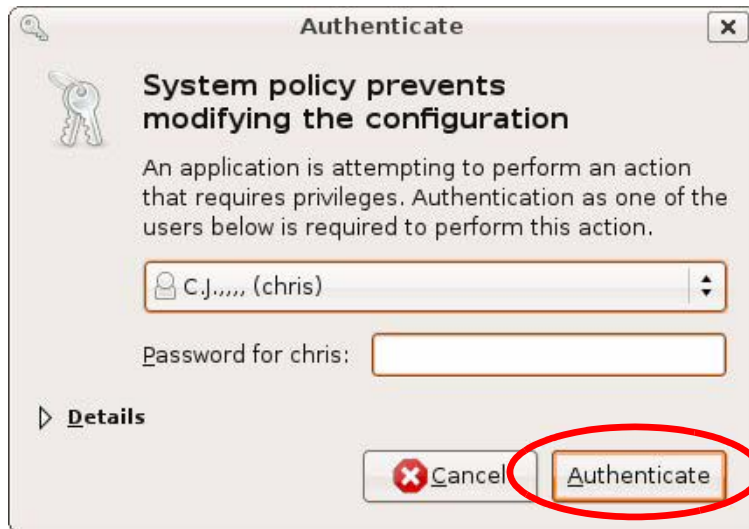 Authenticate
System policy prevents
modifying the configuration
An application is attempting to perform an action
that requires privileges. Authentication as one of the
users below is required to perform this action.
C.J.,,,, (chris)
Password for chris:
Details
Cancel Authenticate